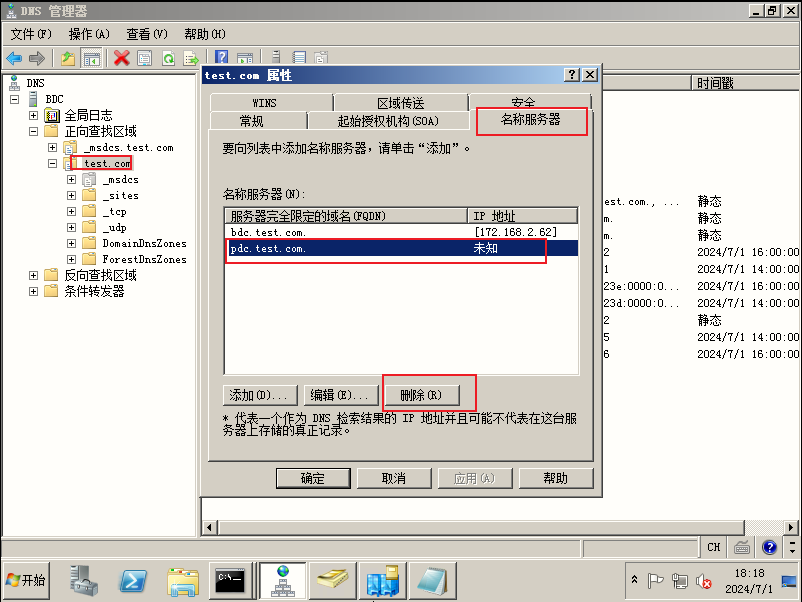 DNS 管理器
文件(F) 操作(A) 查看(V) 帮助(H)
DNS
BDC
全局日志
正向查找区域
_msdcs.test.com
test.com
_msdcs
_sites
_tcp
_udp
DomainDnsZones
ForestDnsZones
反向查找区域
条件转发器
test.com 属性
WINS 区域传送 安全
常规 起始授权机构(SOA) 名称服务器
要向列表中添加名称服务器，请单击“添加”。
名称服务器(N):
服务器完全限定的域名(FQDN) IP 地址
bdc.test.com. [172.168.2.62]
pdc.test.com. 未知
添加(D)... 编辑(E)... 删除(R)
* 代表一个作为 DNS 检索结果的 IP 地址并且可能不代表在这台服
务器上存储的真正记录。
确定 取消 应用(A) 帮助
时间戳
est.com., ... 静态
m. 静态
m. 静态
2 2024/7/1 16:00:00
1 2024/7/1 14:00:00
23e:0000:0... 2024/7/1 16:00:00
23d:0000:0... 2024/7/1 14:00:00
2 静态
5 2024/7/1 14:00:00
6 2024/7/1 16:00:00
CH
开始
C:\
18:18
2024/7/1